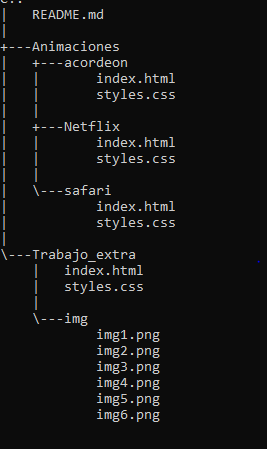 |   README.md
|
+---Animaciones
|   +---acordeon
|   |       index.html
|   |       styles.css
|   |
|   +---Netflix
|   |       index.html
|   |       styles.css
|   |
|   \---safari
|           index.html
|           styles.css
|
\---Trabajo_extra
    |   index.html
    |   styles.css
    |
    \---img
            img1.png
            img2.png
            img3.png
            img4.png
            img5.png
            img6.png